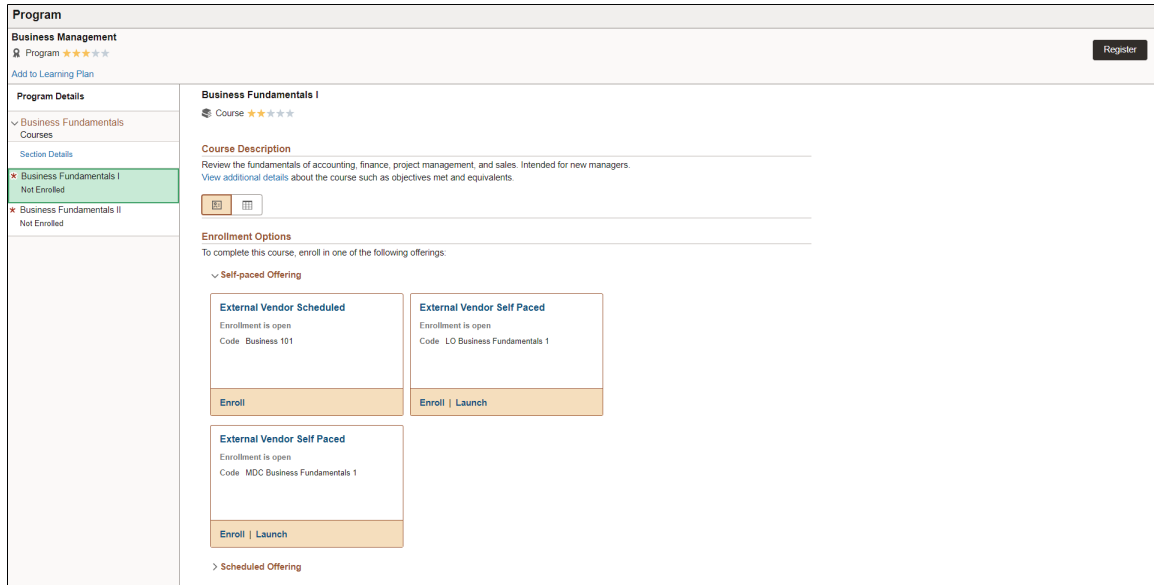 Program
Business Management
Program
Register
Add to Learning Plan
Program Details
Business Fundamentals
Courses
Section Details
* Business Fundamentals I
Not Enrolled
* Business Fundamentals II
Not Enrolled
Business Fundamentals I
Course
Course Description
Review the fundamentals of accounting, finance, project management, and sales. Intended for new managers.
View additional details about the course such as objectives met and equivalents.
Enrollment Options
To complete this course, enroll in one of the following offerings:
Self-paced Offering
External Vendor Scheduled
Enrollment is open
Code Business 101
Enroll
External Vendor Self Paced
Enrollment is open
Code LO Business Fundamentals 1
Enroll | Launch
External Vendor Self Paced
Enrollment is open
Code MDC Business Fundamentals 1
Enroll | Launch
Scheduled Offering